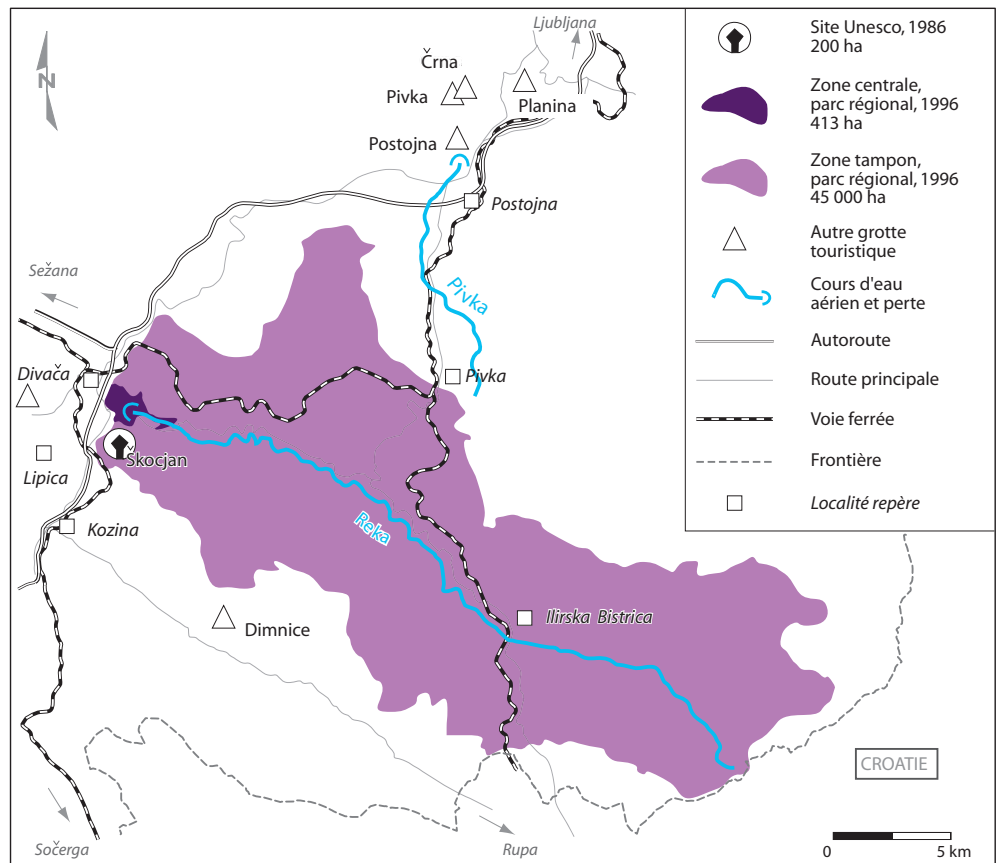 Ljubljana
N
Črna
Pivka
Planina
Postojna
Postojna
Sežana
Pivka
Divača
Pivka
Škocjan
Lipica
Kozina
Reka
Ilirska Bistrica
Dimnice
CROATIE
Sočerga
Rupa
0 5 km
Site Unesco, 1986
200 ha
Zone centrale,
parc régional, 1996
413 ha
Zone tampon,
parc régional, 1996
45 000 ha
Autre grotte
touristique
Cours d'eau
aérien et perte
Autoroute
Route principale
Voie ferrée
Frontière
Localité repère